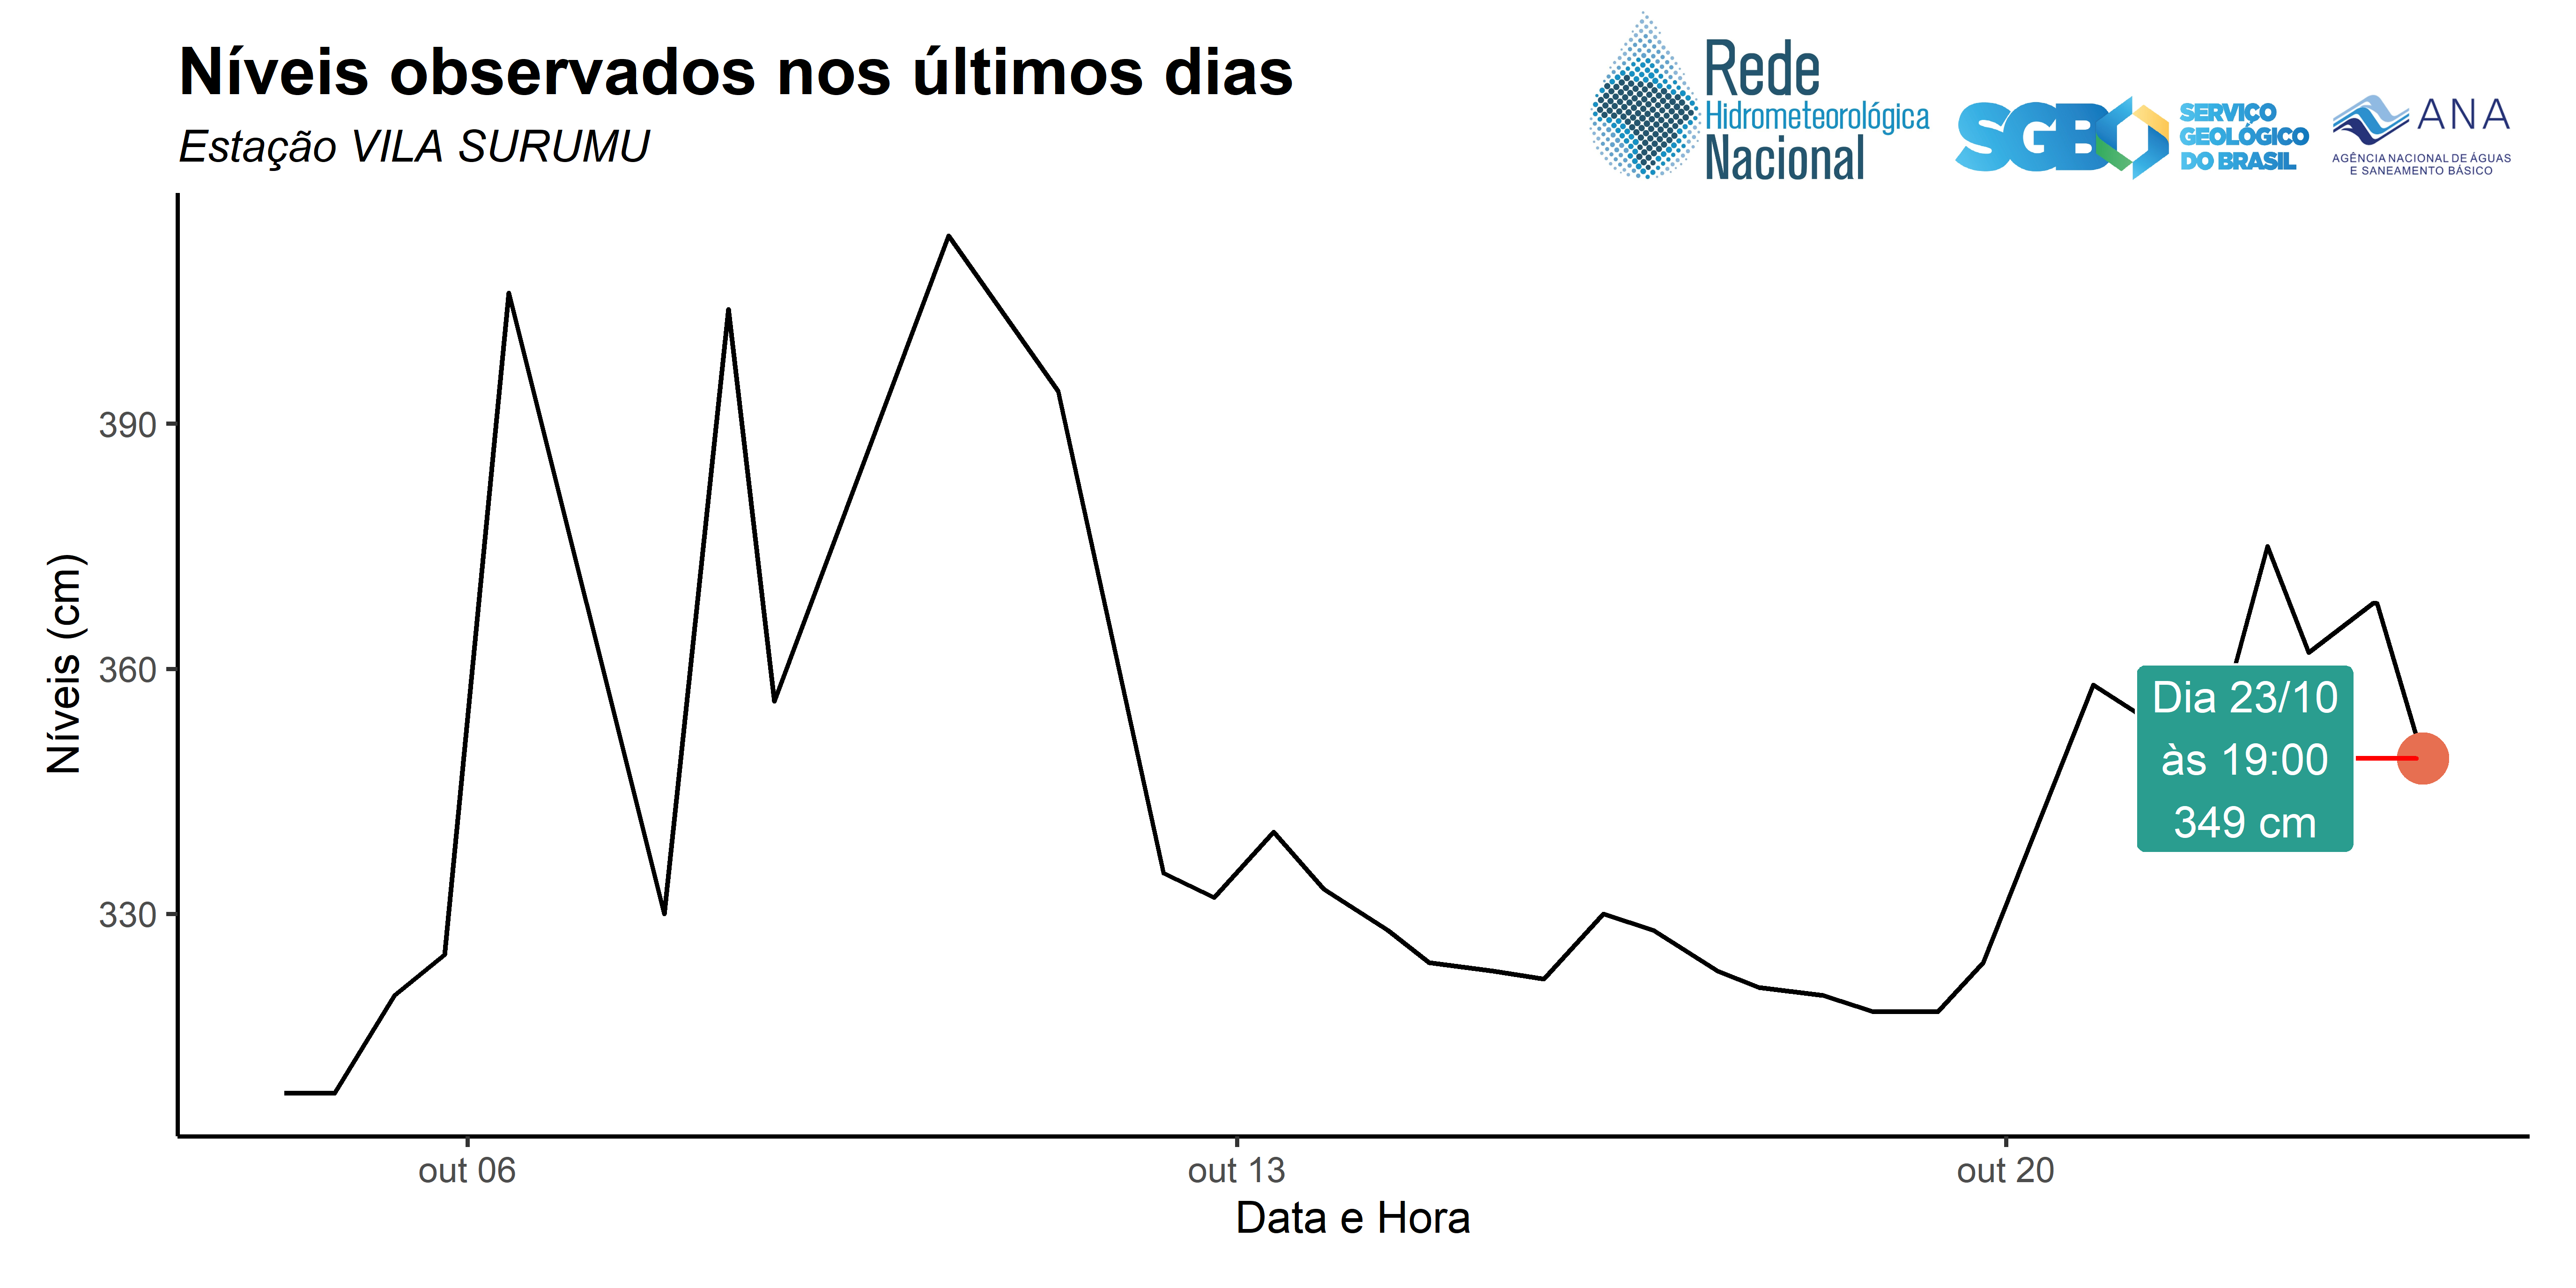 Níveis observados nos últimos dias
Estação VILA SURUMU
Rede
Hidrometeorológica
Nacional
SGB
SERVIÇO
GEOLÓGICO
DO BRASIL
ANA
AGÊNCIA NACIONAL DE ÁGUAS
E SANEAMENTO BÁSICO
Níveis (cm)
390
360
330
Dia 23/10
às 19:00
349 cm
out 06
out 13
out 20
Data e Hora